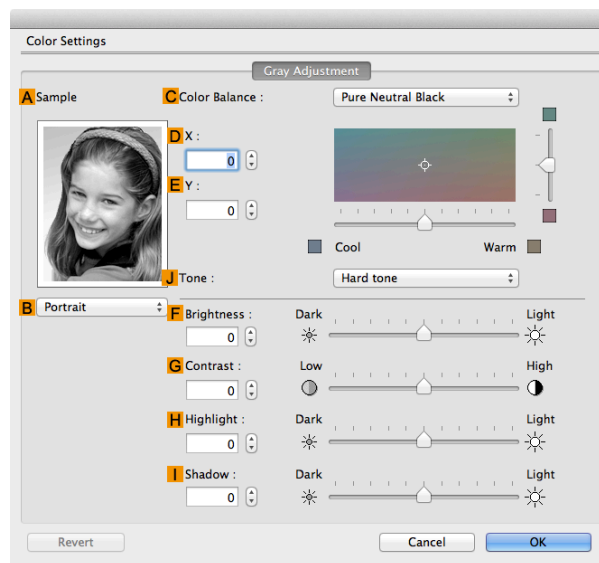 Color Settings
Gray Adjustment
A Sample
C Color Balance :
Pure Neutral Black
D X :
0
E Y :
0
Cool
Warm
J Tone :
Hard tone
B Portrait
F Brightness :
0
Dark
Light
G Contrast :
0
Low
High
H Highlight :
0
Dark
Light
I Shadow :
0
Dark
Light
Revert
Cancel
OK